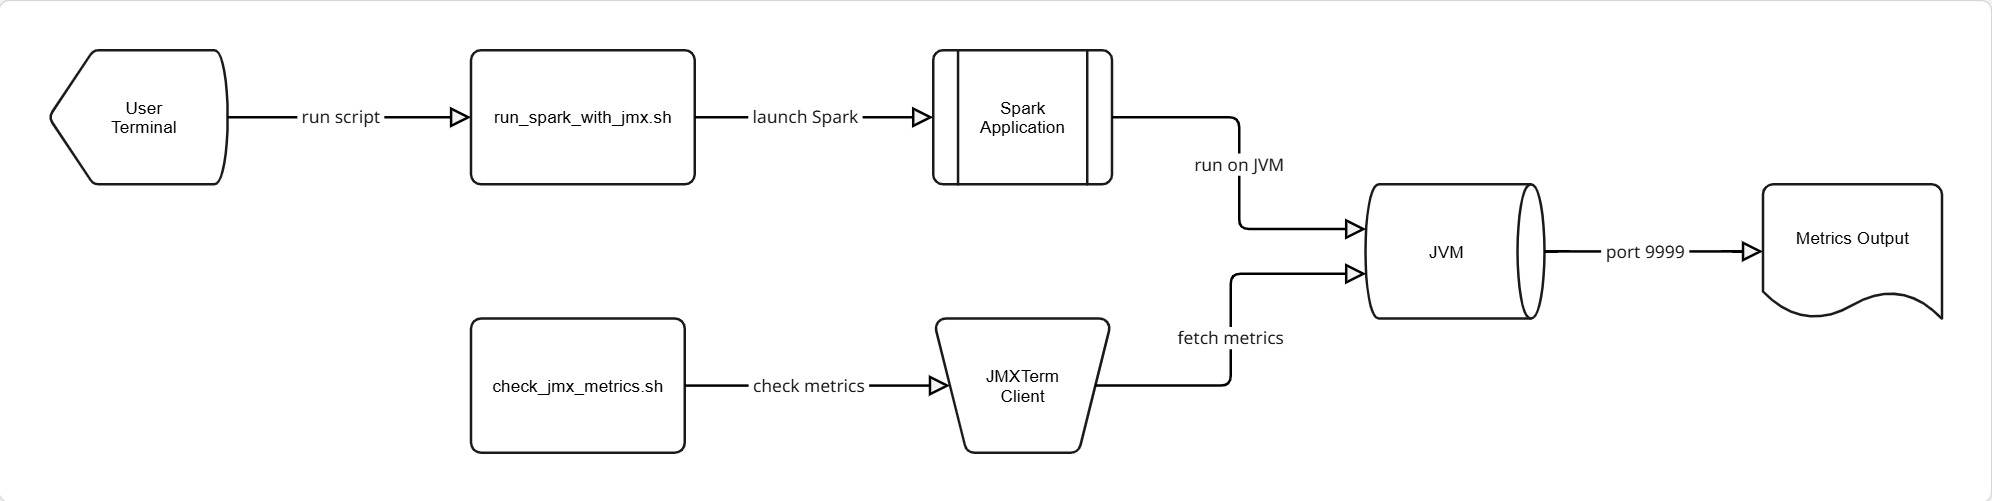 User
Terminal
run script
run_spark_with_jmx.sh
launch Spark
Spark
Application
run on JVM
JVM
port 9999
Metrics Output
check_jmx_metrics.sh
check metrics
JMXTerm
Client
fetch metrics